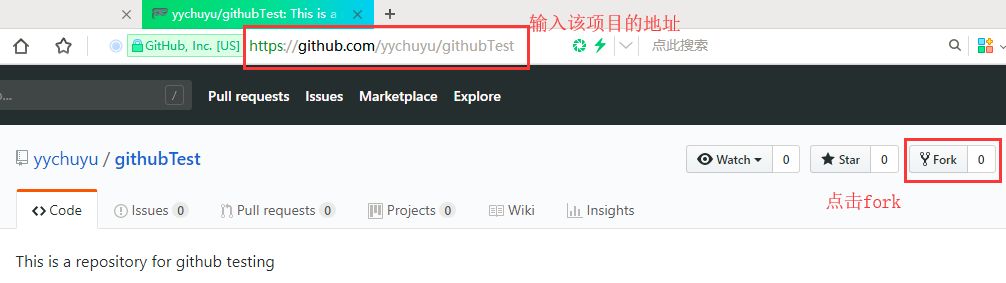 yychuyu/githubTest: This is a
输入该项目的地址
GitHub, Inc. [US] https://github.com/yychuyu/githubTest 点此搜索
o... / Pull requests Issues Marketplace Explore
yychuyu / githubTest Watch 0 Star 0 Fork 0
点击fork
Code Issues 0 Pull requests 0 Projects 0 Wiki Insights
This is a repository for github testing